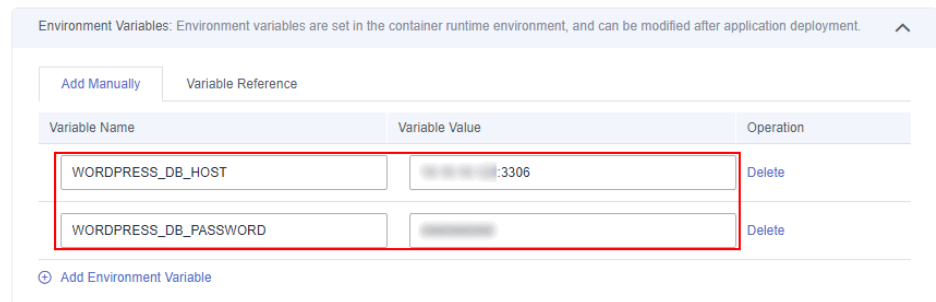 Environment Variables: Environment variables are set in the container runtime environment, and can be modified after application deployment.
Add Manually Variable Reference
Variable Name Variable Value Operation
WORDPRESS_DB_HOST :3306 Delete
WORDPRESS_DB_PASSWORD Delete
Add Environment Variable